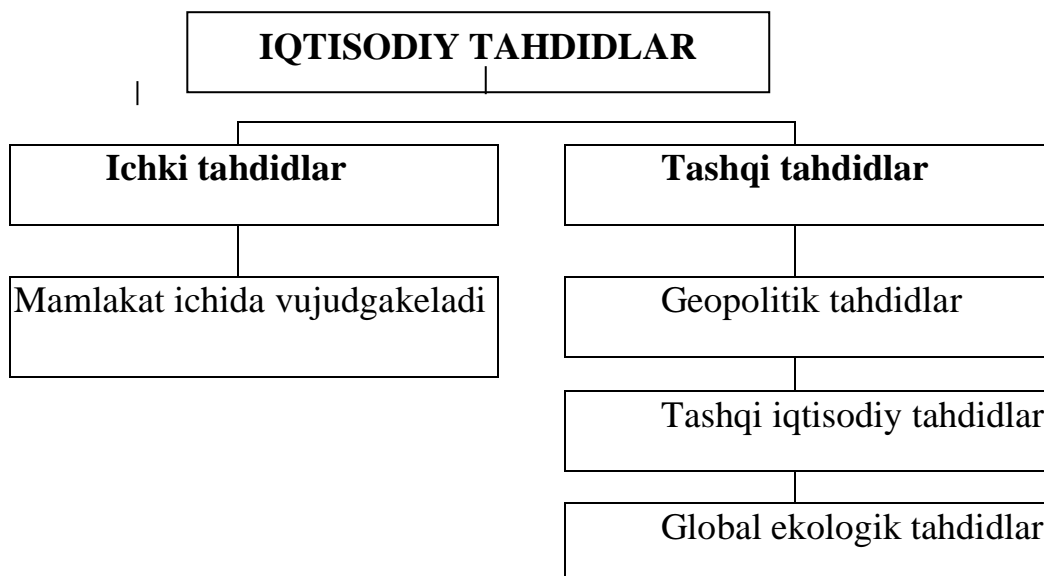 IQTISODIY TAHDIDLAR
Ichki tahdidlar
Tashqi tahdidlar
Mamlakat ichida vujudgakeladi
Geopolitik tahdidlar
Tashqi iqtisodiy tahdidlar
Global ekologik tahdidlar